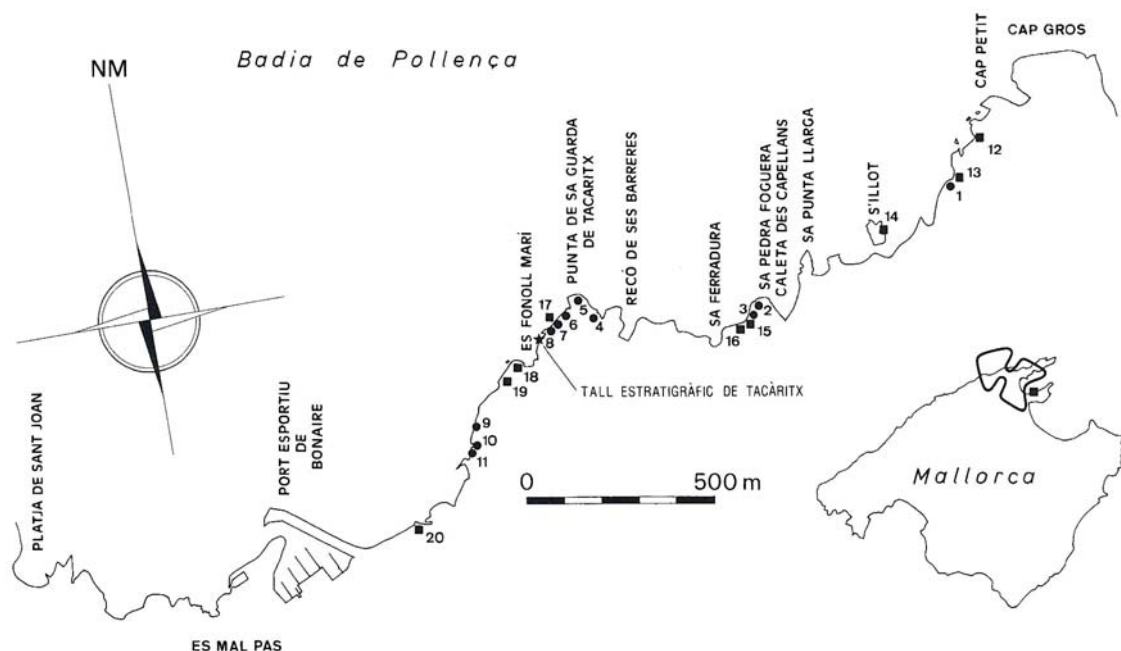 CAP GROS
CAP PETIT
Badia de Pollença
NM
12
13
1
S'ILLOT
14
SA PUNTA LLARGA
CALETA DES CAPELLANS
SA PEDRA FOGUERA
2
3
15
16
SA FERRADURA
RECÓ DE SES BARRERES
PUNTA DE SA GUARDA
DE TACARITX
4
5
6
7
8
17
ES FONOLL MARÍ
18
19
TALL ESTRATIGRÀFIC DE TACÀRITX
9
10
11
0 500 m
20
PORT ESPORTIU
DE
BONAIRE
PLATJA DE SANT JOAN
ES MAL PAS
Mallorca